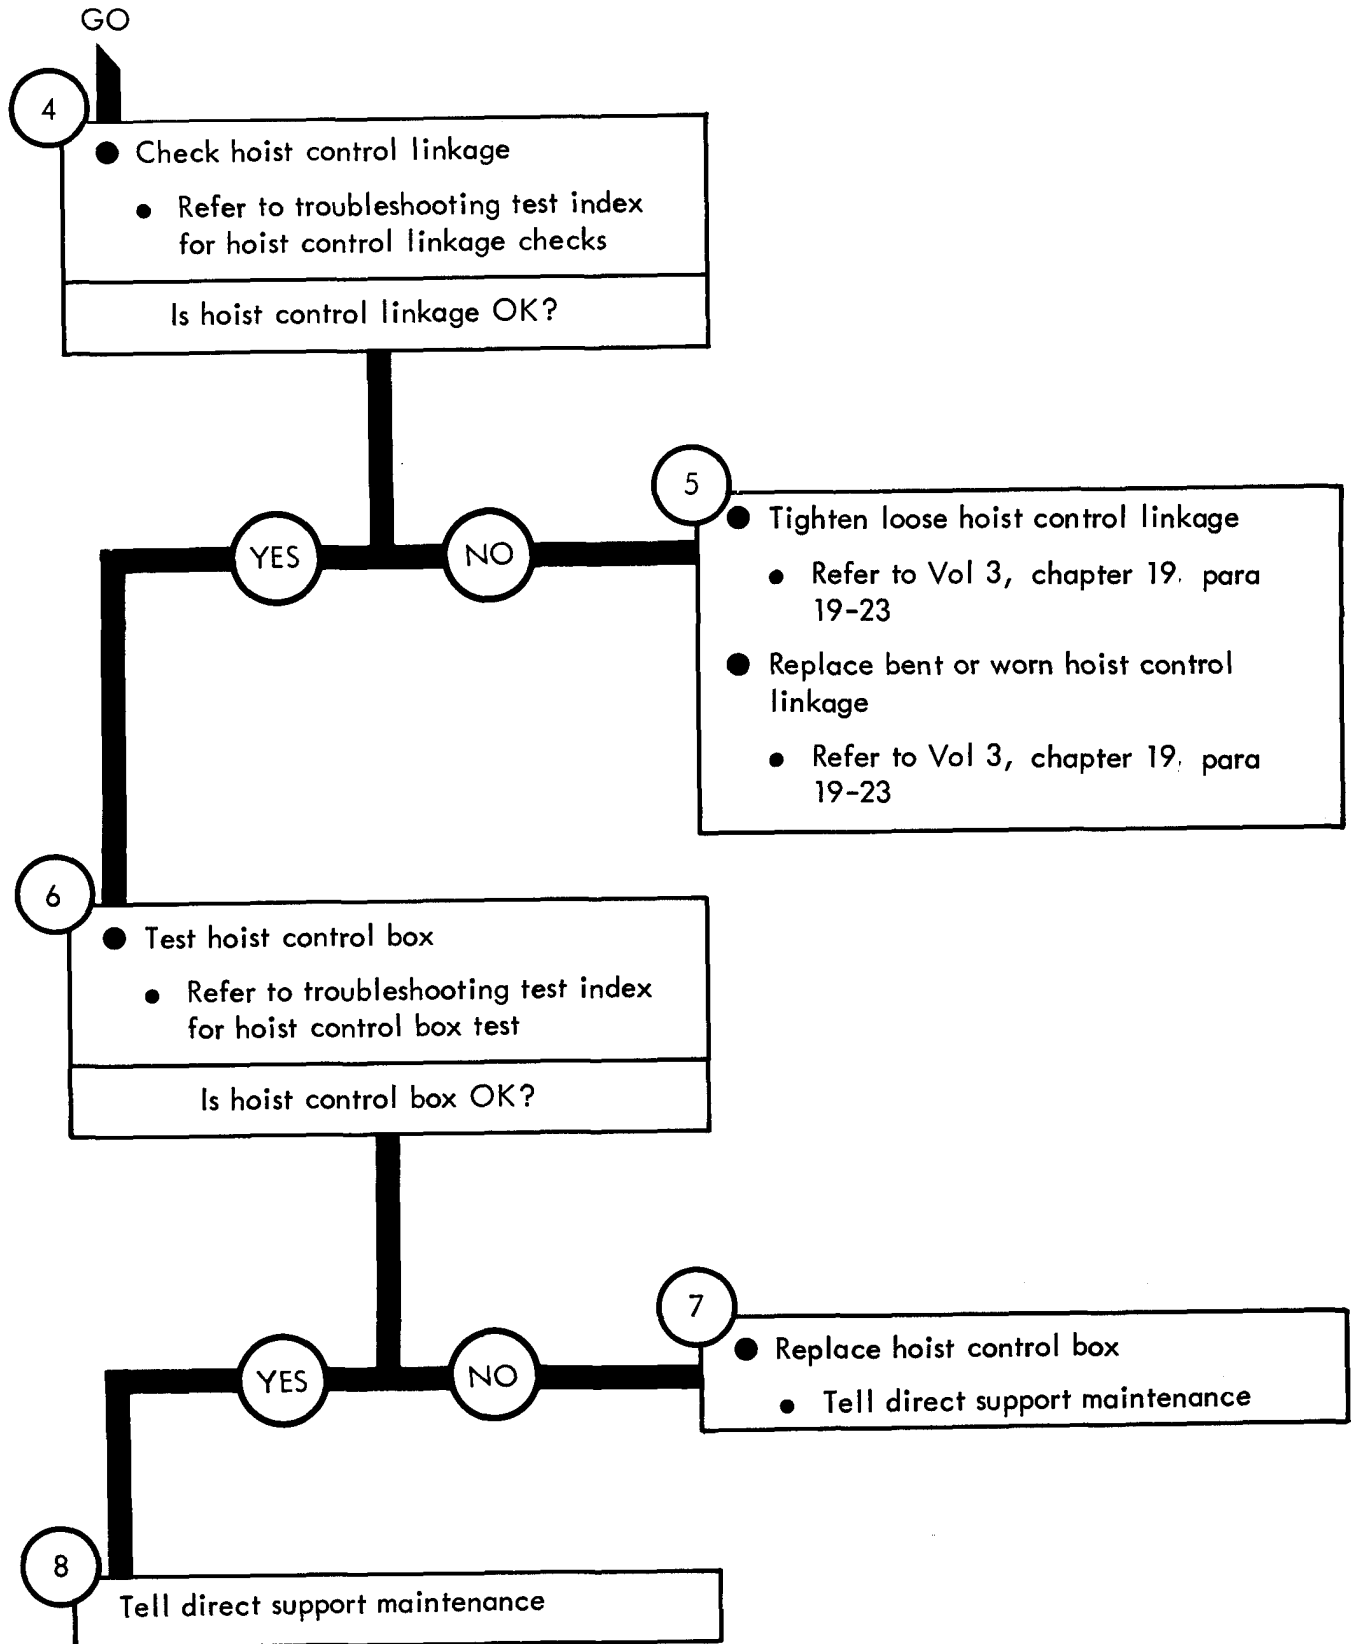 GO
4
● Check hoist control linkage
● Refer to troubleshooting test index
for hoist control linkage checks
Is hoist control linkage OK?
YES
NO
5
● Tighten loose hoist control linkage
● Refer to Vol 3, chapter 19, para
19-23
● Replace bent or worn hoist control
linkage
● Refer to Vol 3, chapter 19, para
19-23
6
● Test hoist control box
● Refer to troubleshooting test index
for hoist control box test
Is hoist control box OK?
YES
NO
7
● Replace hoist control box
● Tell direct support maintenance
8
Tell direct support maintenance